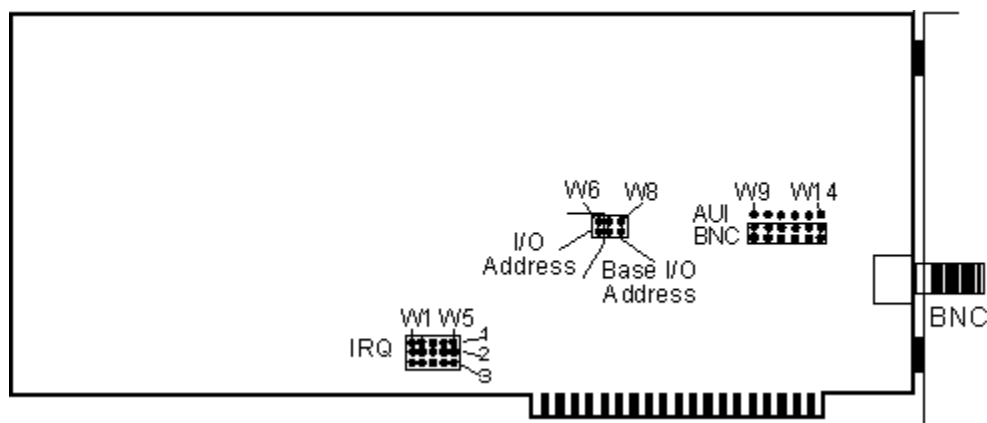 W6 W8
W9 W14
AUI
BNC
I/O
Address
Base I/O
Address
BNC
W1 W5
IRQ
1
2
3